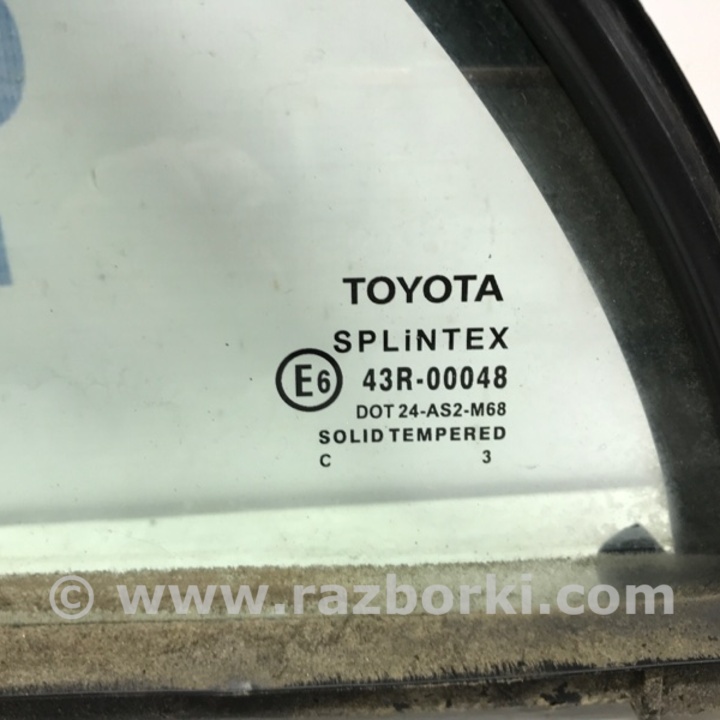 TOYOTA
SPLiNTEX
E6 43R-00048
DOT 24-AS2-M68
SOLID TEMPERED
C 3
© www.razborki.com